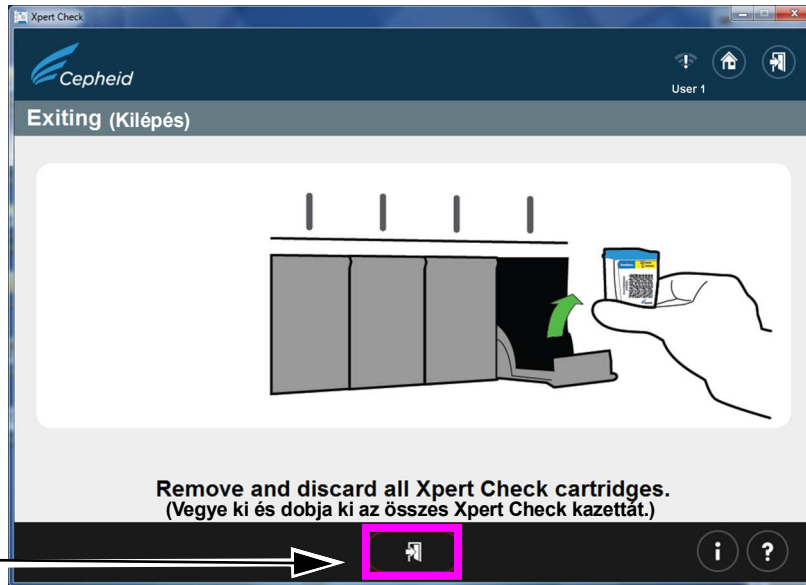 Xpert Check
Cepheid
User 1
Exiting (Kilépés)
Remove and discard all Xpert Check cartridges.
(Vegye ki és dobja ki az összes Xpert Check kazettát.)
i ?